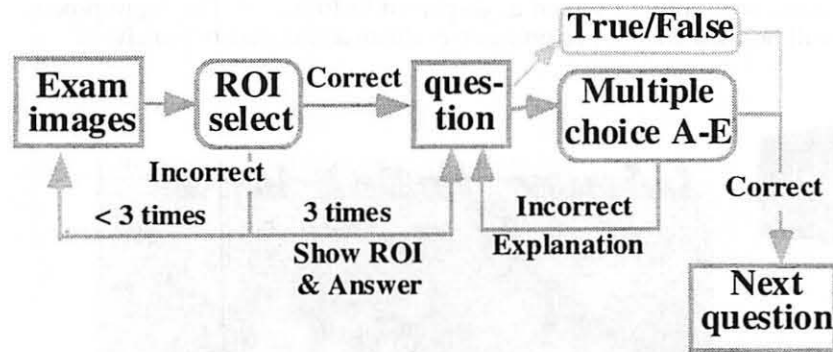 True/False
Exam
images
ROI
select
Correct
ques-
tion
Multiple
choice A-E
Incorrect
< 3 times
3 times
Show ROI
& Answer
Incorrect
Explanation
Correct
Next
question